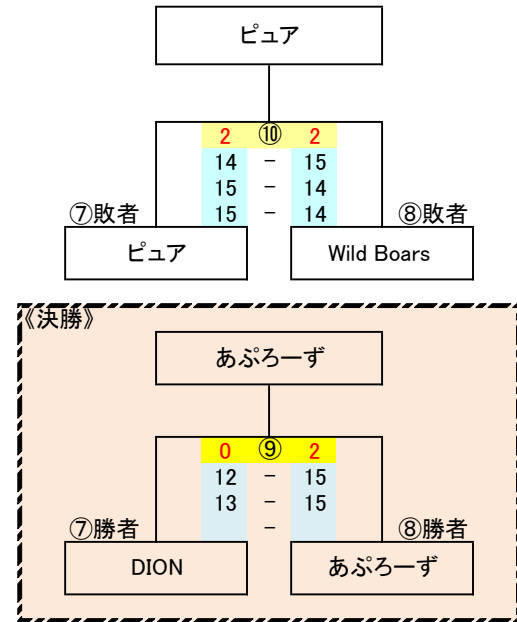 ピュア
2 ⑩ 2
14 - 15
15 - 14
⑦敗者 15 - 14 ⑧敗者
ピュア Wild Boars
《決勝》
あぷろーず
0 ⑨ 2
12 - 15
13 - 15
⑦勝者 - ⑧勝者
DION あぷろーず